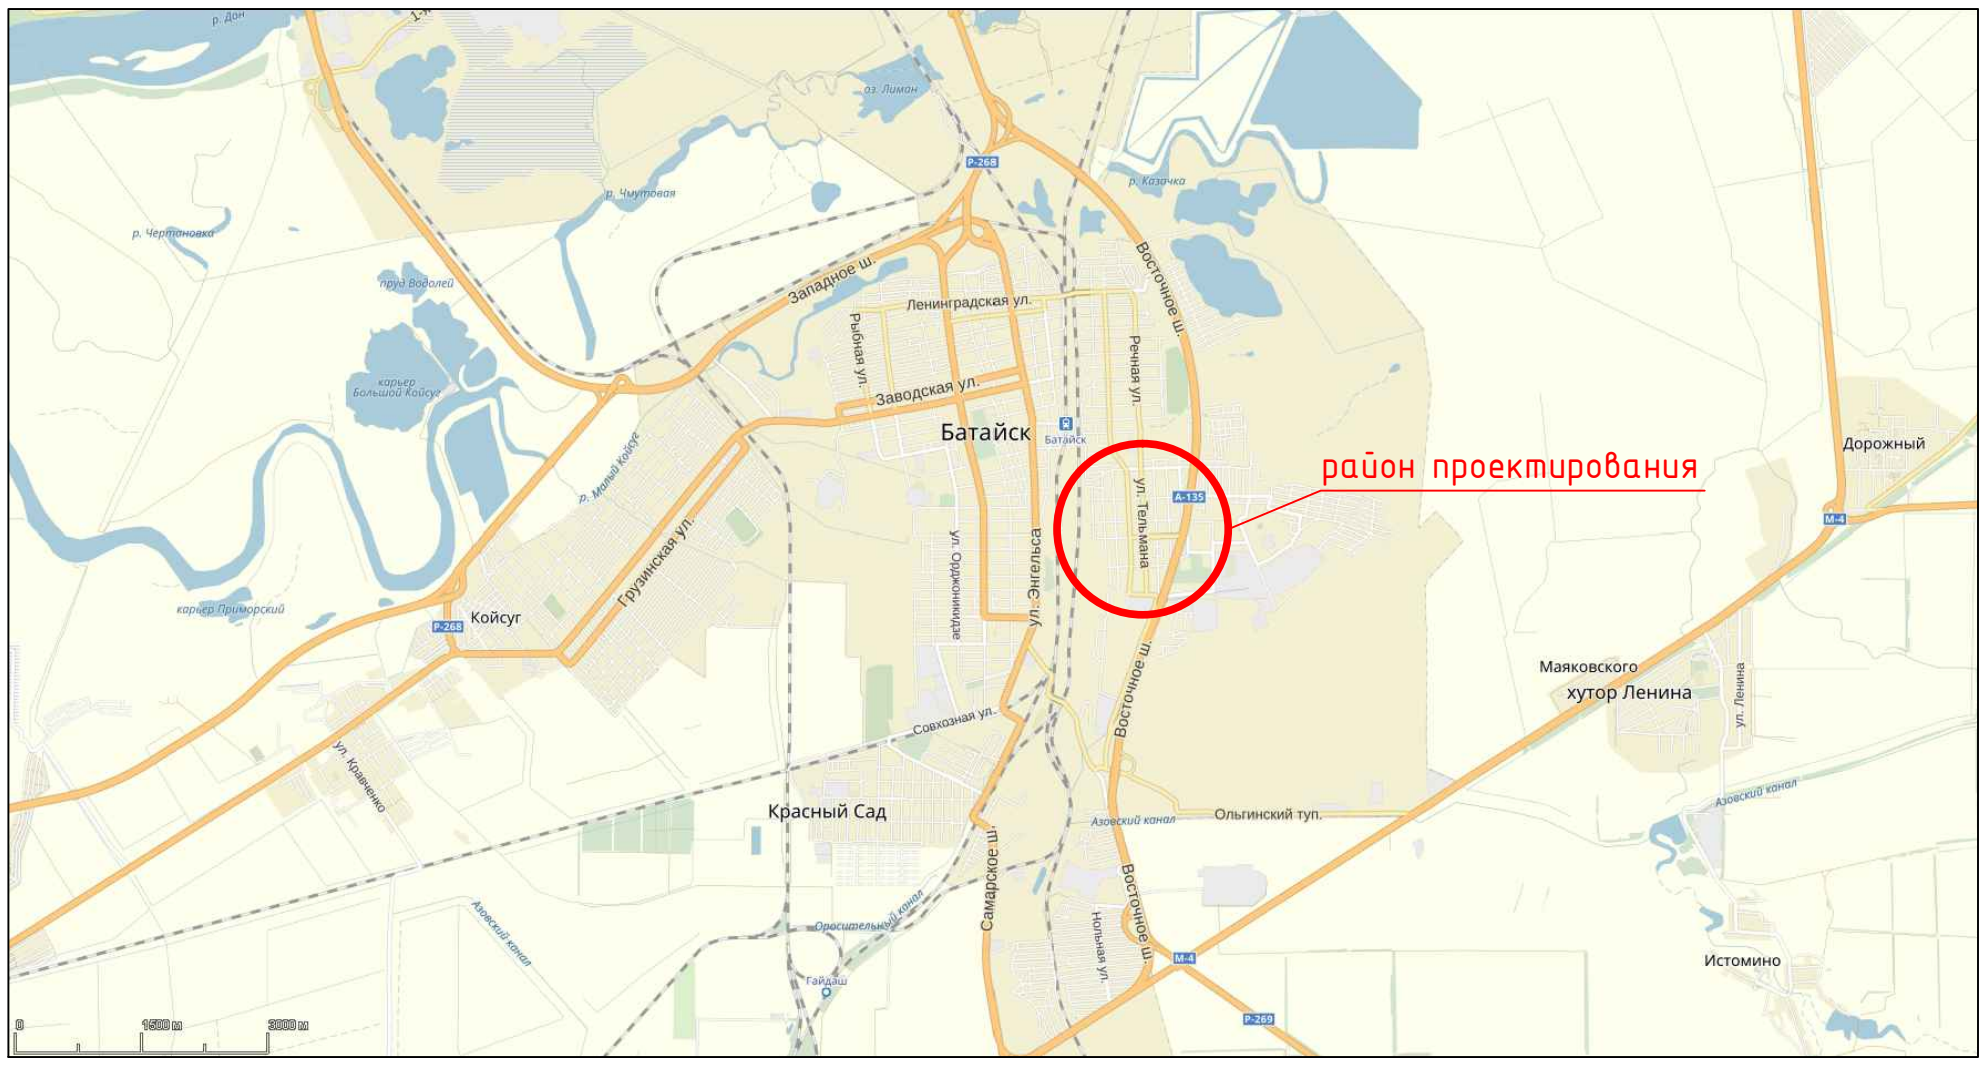 р. Дон
оз. Лиман
Р-268
р. Казачка
р. Чмутовая
р. Чертановка
Восточное ш.
Западное ш.
пруд Водолей
Ленинградская ул.
Рыбная ул.
Речная ул.
карьер
Большой Койсуг
Заводская ул.
Батайск
Батайск
Дорожный
р. Малый Койсуг
район проектирования
ул. Тельмана
А-135
М-4
Грузинская ул.
ул. Орджоникидзе
ул. Энгельса
карьер Приморский
Койсуг
Р-268
Маяковского
хутор Ленина
ул. Ленина
Восточное ш.
Совхозная ул.
ул. Кравченко
Азовский канал
Красный Сад
Азовский канал
Ольгинский туп.
Самарское ш.
Восточное ш.
Азовский канал
Оросительный канал
Нольная ул.
М-4
Истомино
Гайдаш
Р-269
0
1500 м
3000 м